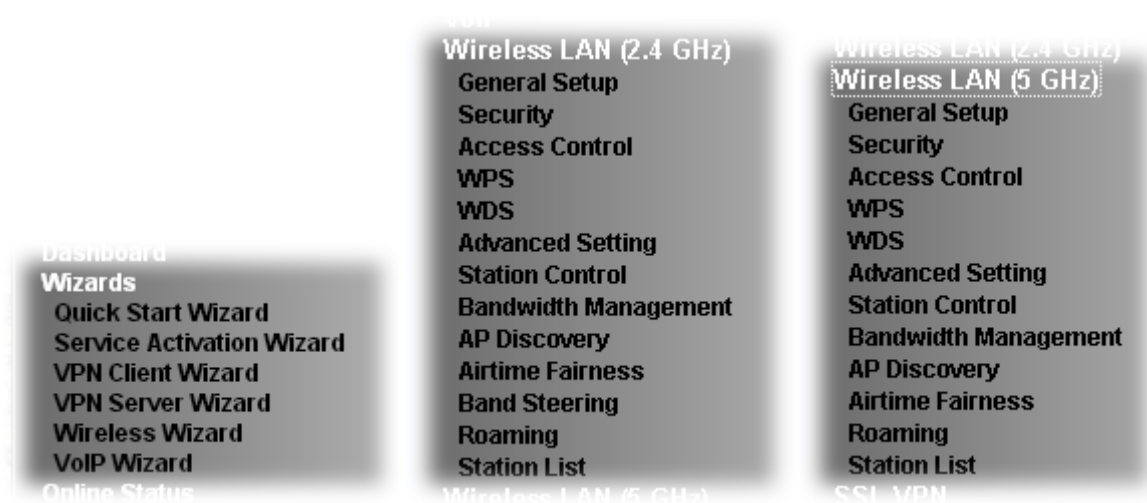 Dashboard
Wizards
Quick Start Wizard
Service Activation Wizard
VPN Client Wizard
VPN Server Wizard
Wireless Wizard
VoIP Wizard
Online Status
Wireless LAN (2.4 GHz)
General Setup
Security
Access Control
WPS
WDS
Advanced Setting
Station Control
Bandwidth Management
AP Discovery
Airtime Fairness
Band Steering
Roaming
Station List
Wireless LAN (5 GHz)
Wireless LAN (2.4 GHz)
Wireless LAN (5 GHz)
General Setup
Security
Access Control
WPS
WDS
Advanced Setting
Station Control
Bandwidth Management
AP Discovery
Airtime Fairness
Roaming
Station List
SSL VPN